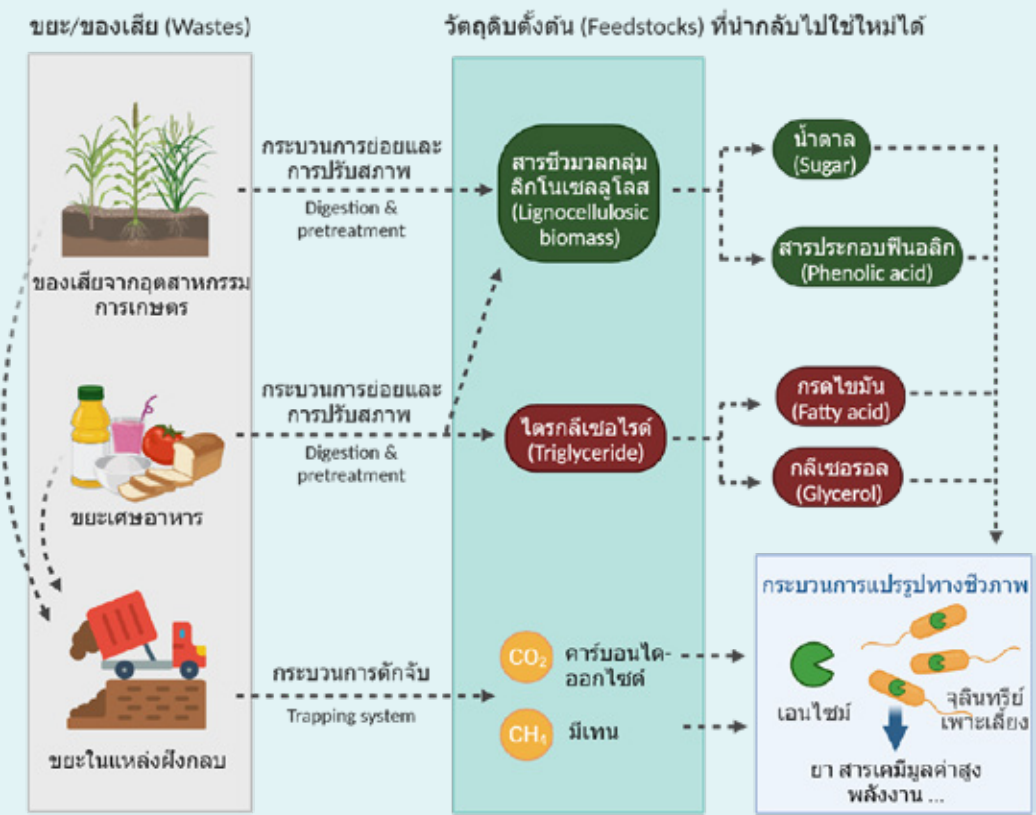 ขยะ/ของเสีย (Wastes)
วัตถุดิบตั้งต้น (Feedstocks) ที่นำกลับไปใช้ใหม่ได้
ของเสียจากอุตสาหกรรม
การเกษตร
กระบวนการย่อยและ
การปรับสภาพ
Digestion &
pretreatment
สารชีวมวลกลุ่ม
ลิกโนเซลลูโลส
(Lignocellulosic
biomass)
น้ำตาล
(Sugar)
สารประกอบฟีนอลิก
(Phenolic acid)
ขยะเศษอาหาร
กระบวนการย่อยและ
การปรับสภาพ
Digestion &
pretreatment
ไตรกลีเซอไรด์
(Triglyceride)
กรดไขมัน
(Fatty acid)
กลีเซอรอล
(Glycerol)
ขยะในแหล่งฝังกลบ
กระบวนการดักจับ
Trapping system
CO₂
คาร์บอนได-
ออกไซด์
CH₄
มีเทน
กระบวนการแปรรูปทางชีวภาพ
เอนไซม์
จุลินทรีย์
เพาะเลี้ยง
ยา สารเคมีมูลค่าสูง
พลังงาน ...